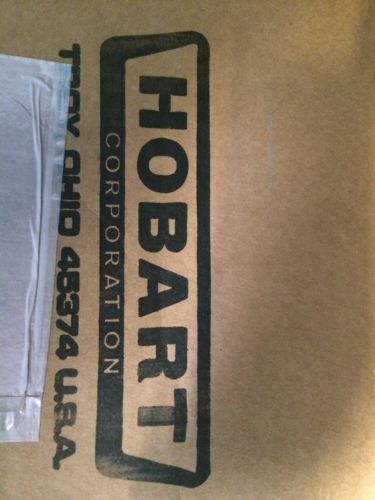 HOBART
CORPORATION
TROY OHIO 45374 U.S.A.